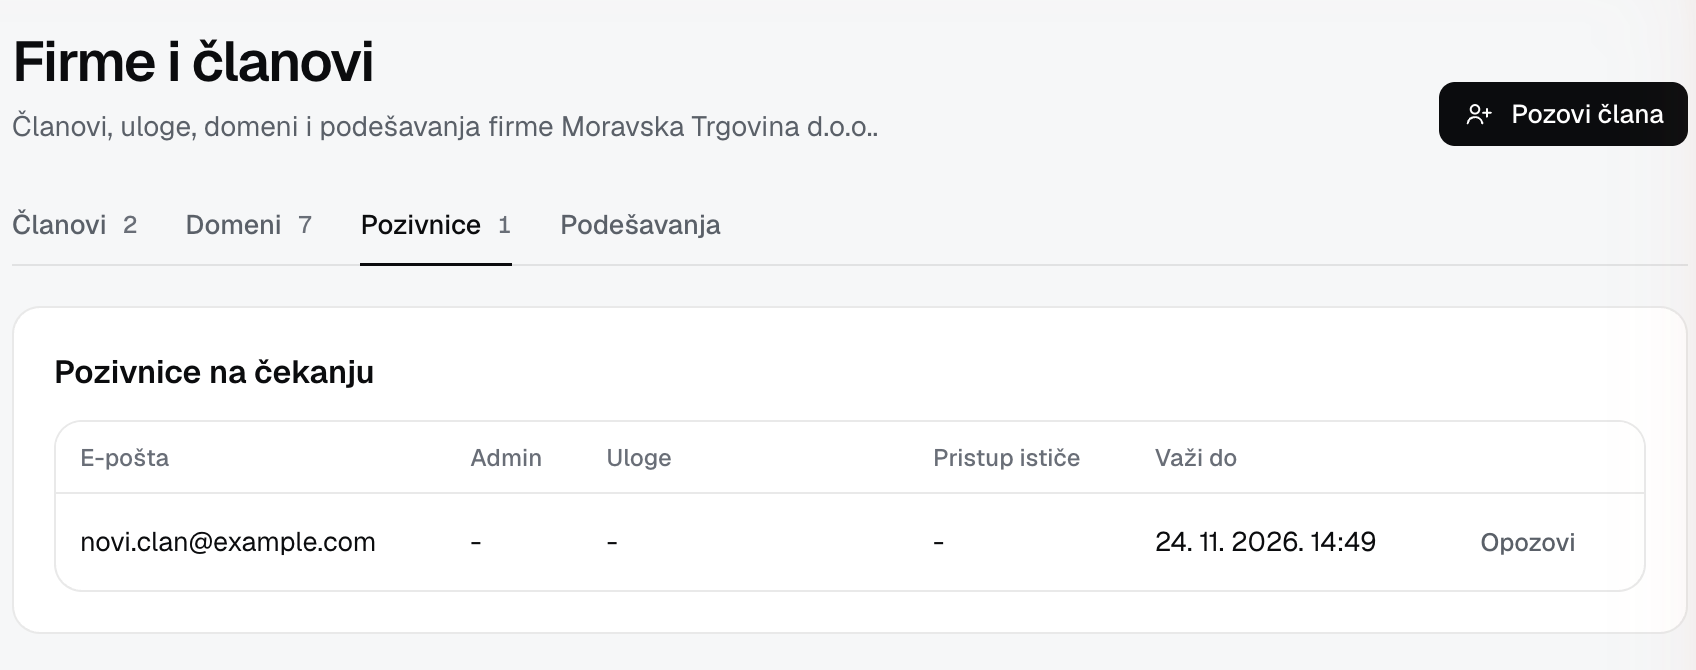 Firme i članovi
Članovi, uloge, domeni i podešavanja firme Moravska Trgovina d.o.o..
Pozovi člana
Članovi 2 Domeni 7 Pozivnice 1 Podešavanja
Pozivnice na čekanju
E-pošta Admin Uloge Pristup ističe Važi do
novi.clan@example.com - - - 24. 11. 2026. 14:49 Opozovi